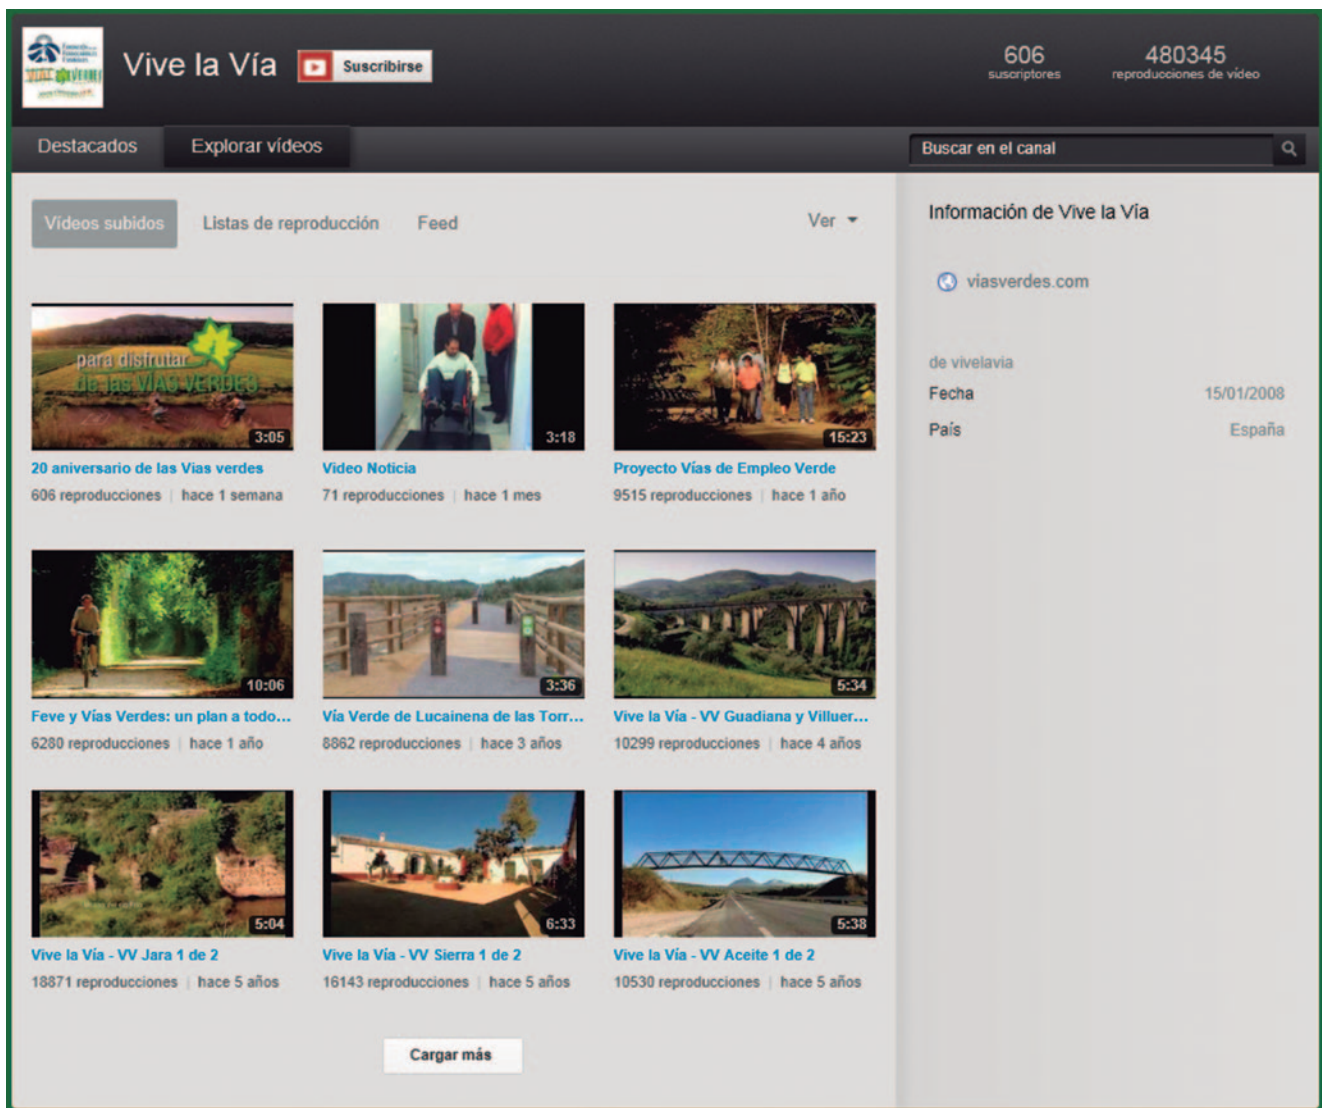 Vive la Vía
Suscribirse
606
suscriptores
480345
reproducciones de vídeo
Destacados
Explorar vídeos
Buscar en el canal
Vídeos subidos
Listas de reproducción
Feed
Ver
Información de Vive la Vía
viasverdes.com
de vivelavia
Fecha 15/01/2008
País España
para disfrutar
de las VÍAS VERDES
3:05
3:18
15:23
20 aniversario de las Vias verdes
606 reproducciones | hace 1 semana
Video Noticia
71 reproducciones | hace 1 mes
Proyecto Vías de Empleo Verde
9515 reproducciones | hace 1 año
10:06
3:36
5:34
Feve y Vías Verdes: un plan a todo...
6280 reproducciones | hace 1 año
Vía Verde de Lucainena de las Torr...
8862 reproducciones | hace 3 años
Vive la Vía - VV Guadiana y Villuer...
10299 reproducciones | hace 4 años
5:04
6:33
5:38
Vive la Vía - VV Jara 1 de 2
18871 reproducciones | hace 5 años
Vive la Vía - VV Sierra 1 de 2
16143 reproducciones | hace 5 años
Vive la Vía - VV Aceite 1 de 2
10530 reproducciones | hace 5 años
Cargar más